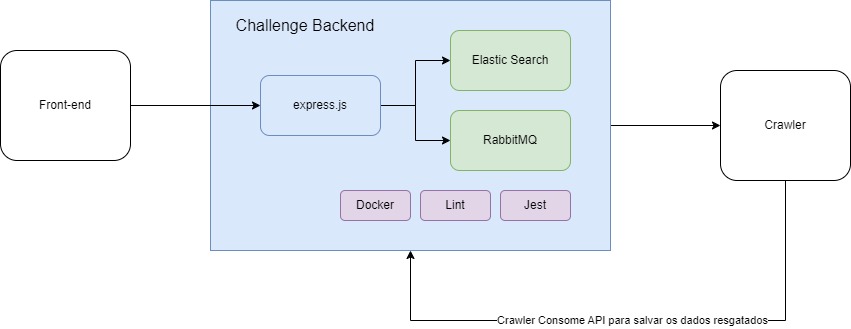 Challenge Backend
Front-end
express.js
Elastic Search
RabbitMQ
Docker
Lint
Jest
Crawler
Crawler Consome API para salvar os dados resgatados